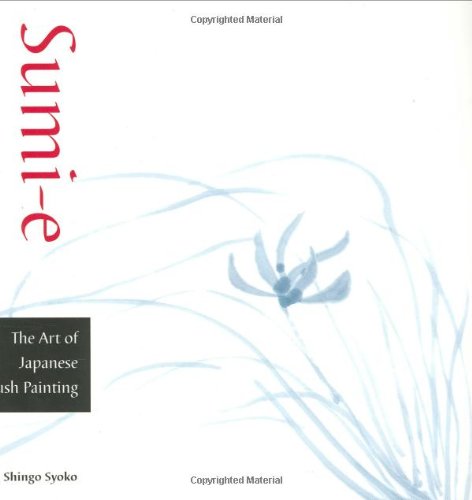 Copyrighted Material
Sumi-e
The Art of
Japanese
ush Painting
Shingo Syoko
Copyrighted Material